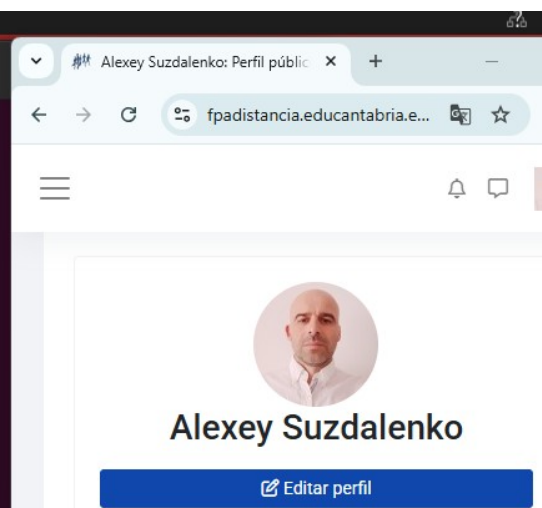 Alexey Suzdalenko: Perfil públic
fpadistancia.educantabria.e...
Alexey Suzdalenko
Editar perfil